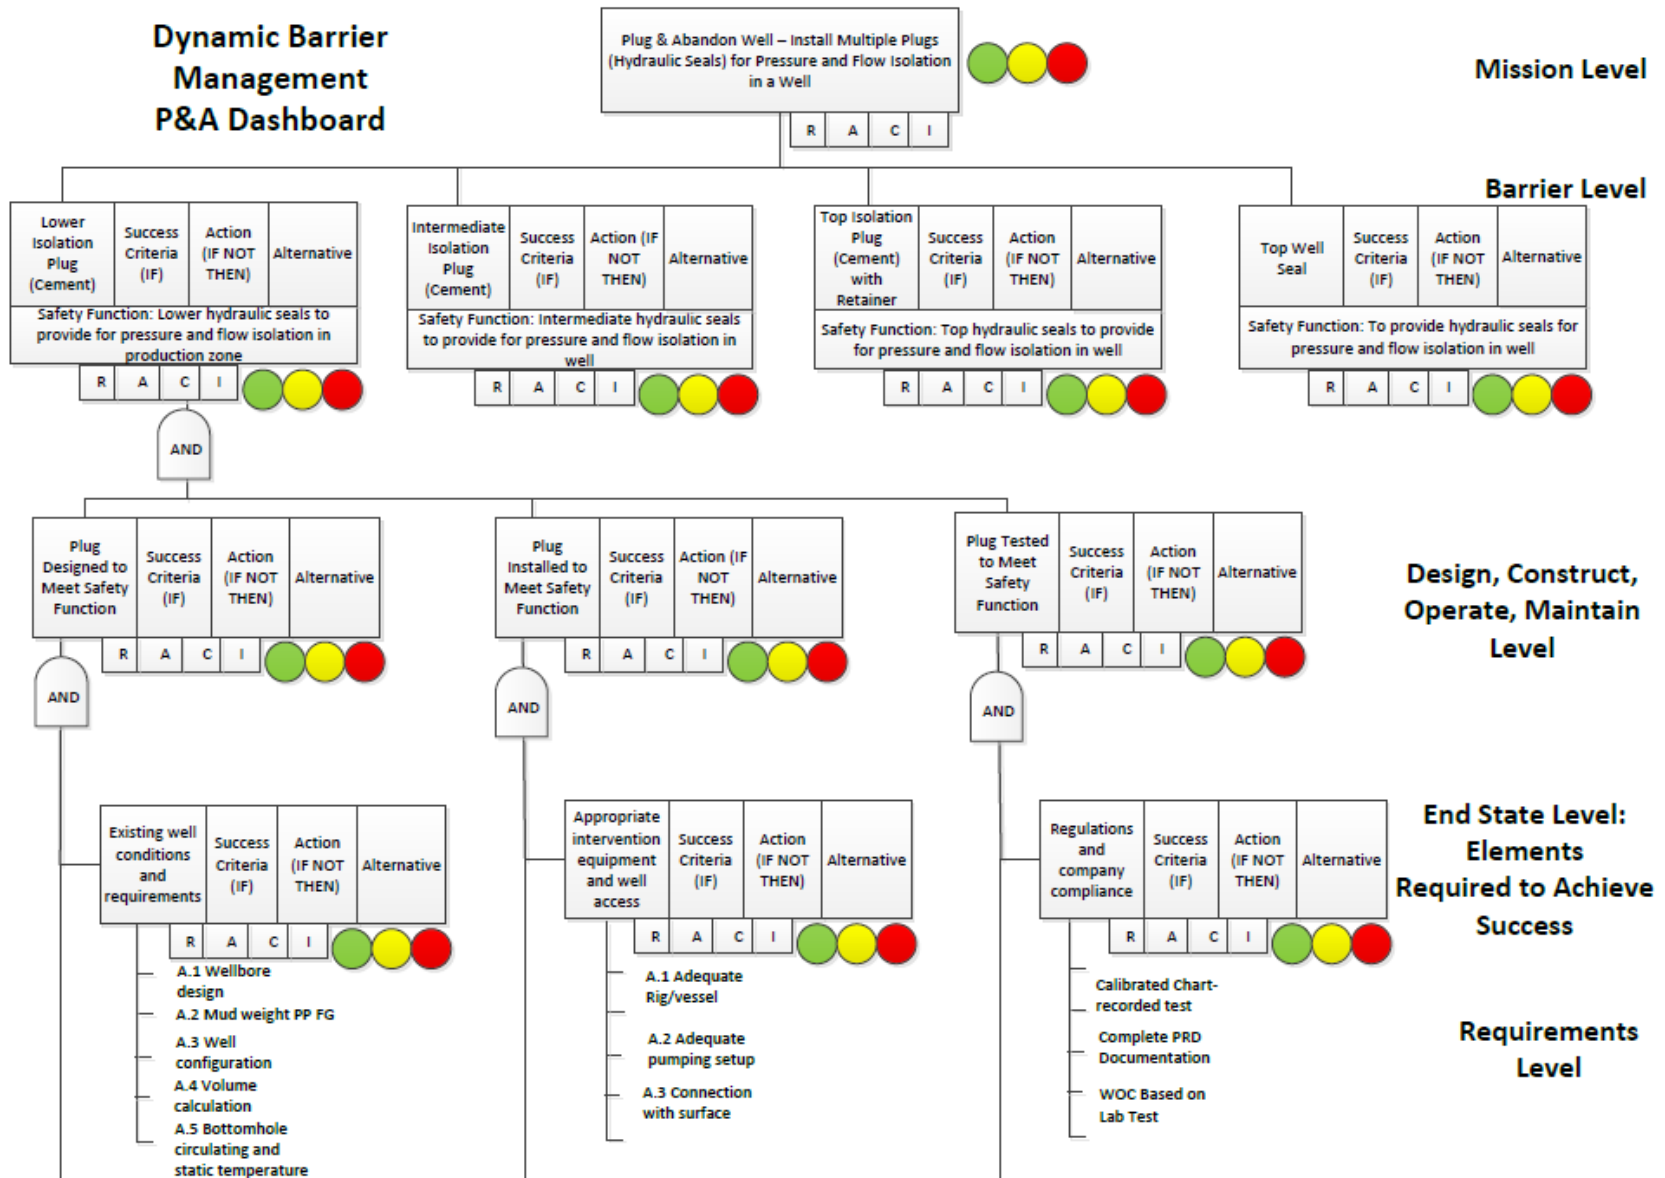 Dynamic Barrier
Management
P&A Dashboard
Plug & Abandon Well – Install Multiple Plugs
(Hydraulic Seals) for Pressure and Flow Isolation
in a Well
R A C I
Mission Level
Barrier Level
Lower
Isolation
Plug
(Cement)
Success
Criteria
(IF)
Action
(IF NOT
THEN)
Alternative
Safety Function: Lower hydraulic seals to
provide for pressure and flow isolation in
production zone
R A C I
Intermediate
Isolation
Plug
(Cement)
Success
Criteria
(IF)
Action (IF
NOT
THEN)
Alternative
Safety Function: Intermediate hydraulic seals
to provide for pressure and flow isolation in
well
R A C I
Top Isolation
Plug
(Cement)
with
Retainer
Success
Criteria
(IF)
Action
(IF NOT
THEN)
Alternative
Safety Function: Top hydraulic seals to provide
for pressure and flow isolation in well
R A C I
Top Well
Seal
Success
Criteria
(IF)
Action
(IF NOT
THEN)
Alternative
Safety Function: To provide hydraulic seals for
pressure and flow isolation in well
R A C I
AND
Plug
Designed to
Meet Safety
Function
Success
Criteria
(IF)
Action
(IF NOT
THEN)
Alternative
R A C I
Plug
Installed to
Meet Safety
Function
Success
Criteria
(IF)
Action (IF
NOT
THEN)
Alternative
R A C I
Plug Tested
to Meet
Safety
Function
Success
Criteria
(IF)
Action
(IF NOT
THEN)
Alternative
R A C I
Design, Construct,
Operate, Maintain
Level
AND
AND
AND
Existing well
conditions
and
requirements
Success
Criteria
(IF)
Action
(IF NOT
THEN)
Alternative
R A C I
A.1 Wellbore
design
A.2 Mud weight PP FG
A.3 Well
configuration
A.4 Volume
calculation
A.5 Bottomhole
circulating and
static temperature
Appropriate
intervention
equipment
and well
access
Success
Criteria
(IF)
Action
(IF NOT
THEN)
Alternative
R A C I
A.1 Adequate
Rig/vessel
A.2 Adequate
pumping setup
A.3 Connection
with surface
Regulations
and
company
compliance
Success
Criteria
(IF)
Action
(IF NOT
THEN)
Alternative
R A C I
Calibrated Chart-
recorded test
Complete PRD
Documentation
WOC Based on
Lab Test
End State Level:
Elements
Required to Achieve
Success
Requirements
Level